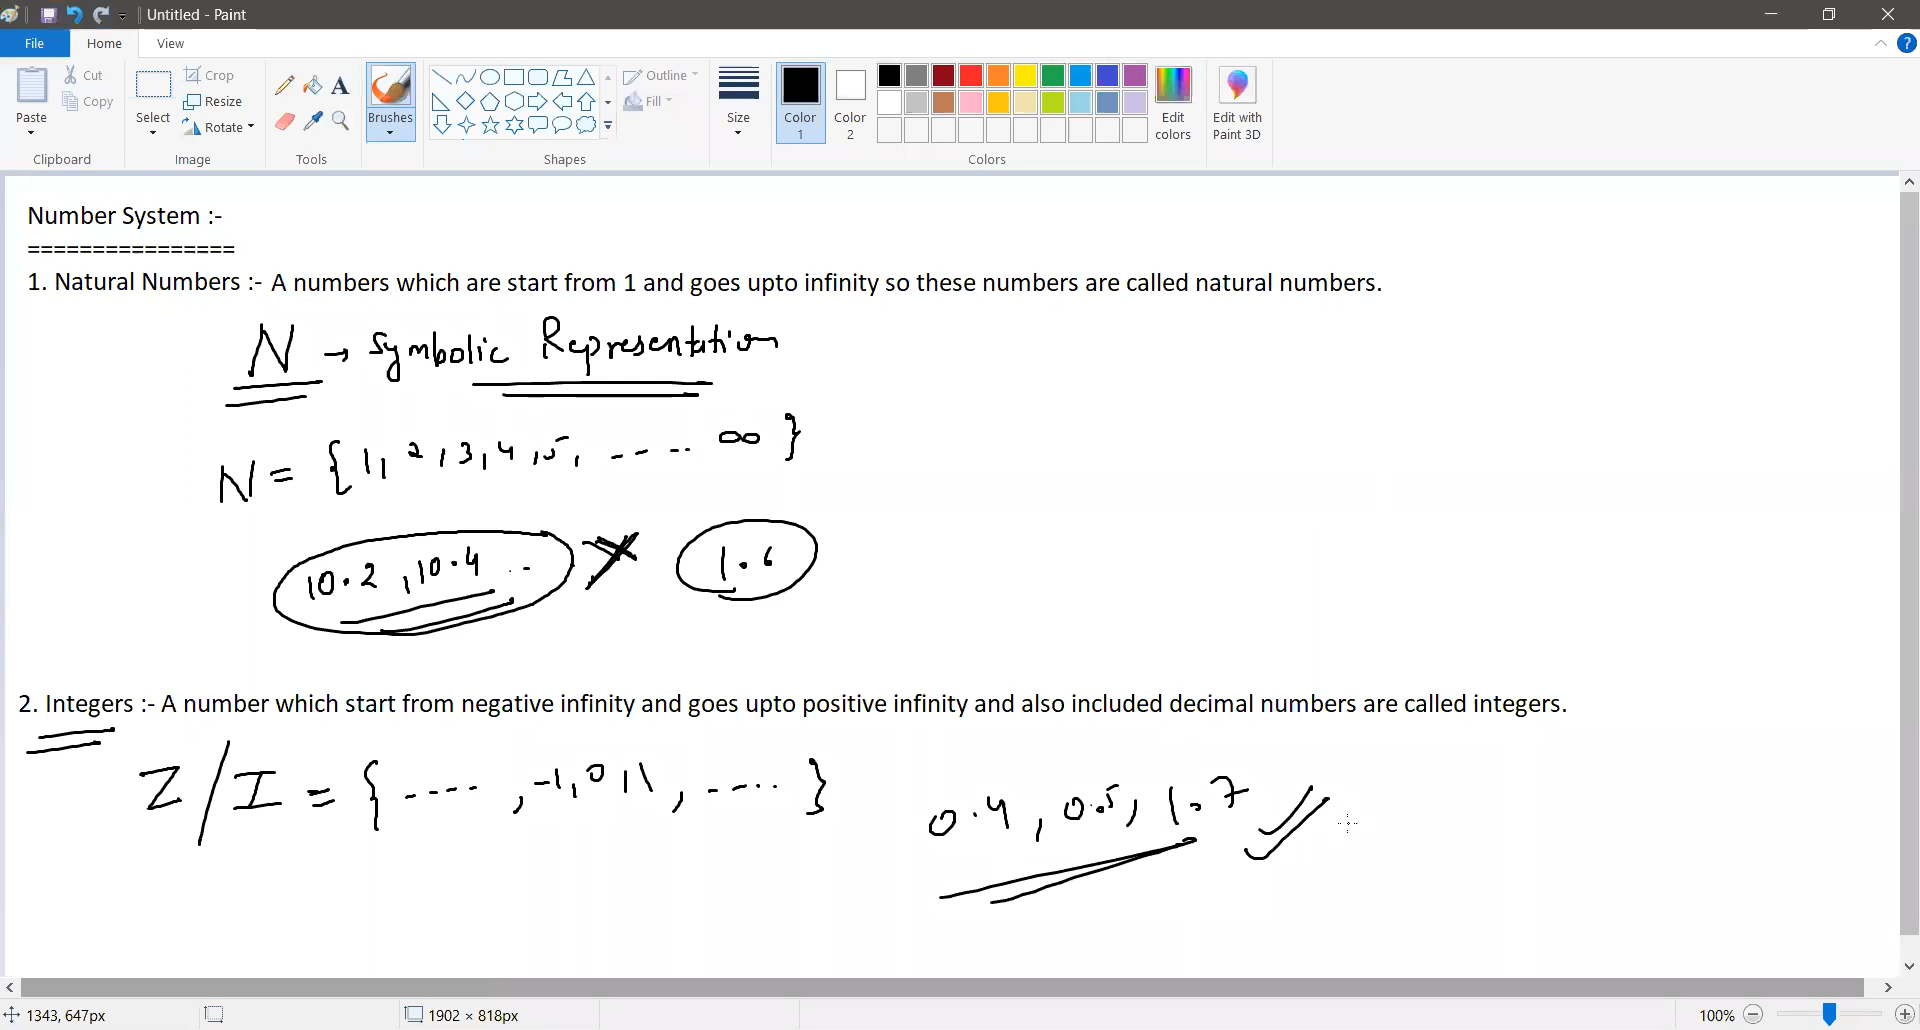 Untitled - Paint
File Home View
Paste Cut Copy Clipboard
Select Crop Resize Rotate Image
Tools
Brushes
Outline Fill Shapes
Size
Color 1 Color 2 Edit colors Colors
Edit with Paint 3D
Number System :-
================
1. Natural Numbers :- A numbers which are start from 1 and goes upto infinity so these numbers are called natural numbers.
N → Symbolic Representation
N = {1, 2, 3, 4, 5, ..... ∞ }
10.2, 10.4 .. 1.6
2. Integers :- A number which start from negative infinity and goes upto positive infinity and also included decimal numbers are called integers.
Z/I = { ...., -1, 0, 1, ..... } 0.4, 0.5, 1.7
1343, 647px 1902 × 818px 100%